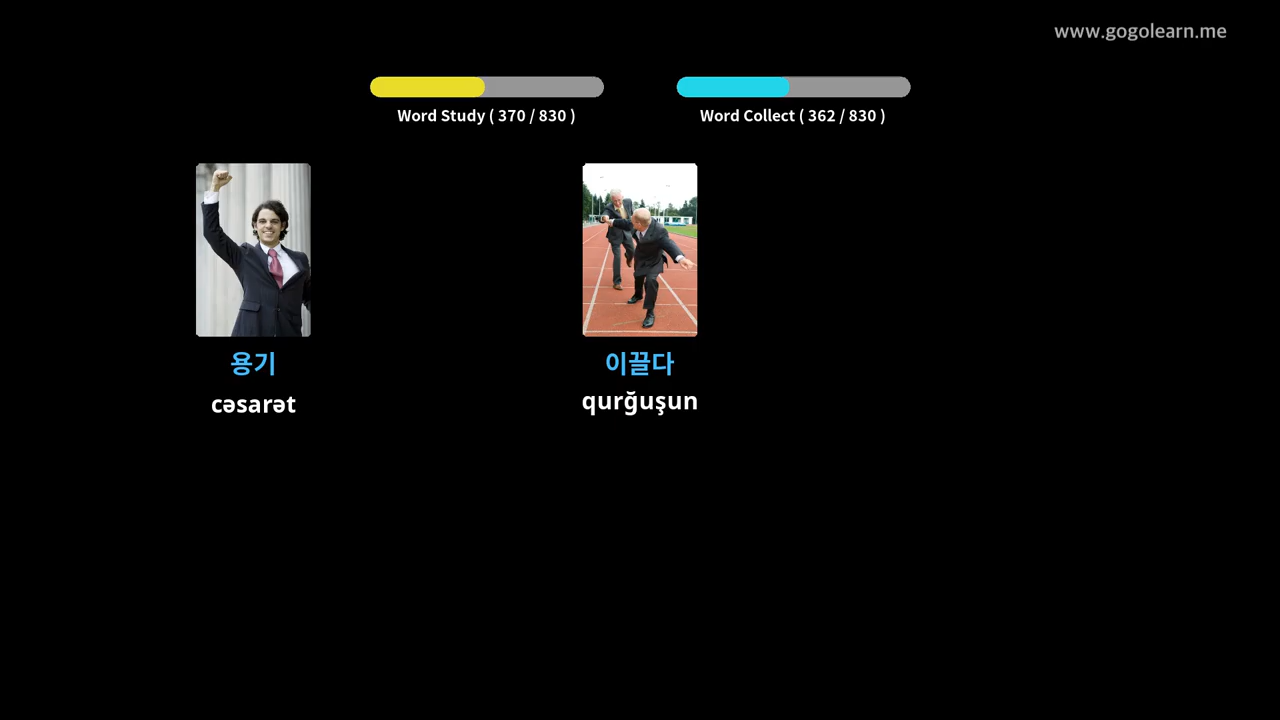 www.gogolearn.me
Word Study ( 370 / 830 )
Word Collect ( 362 / 830 )
용기
이끌다
cəsarət
qurğuşun